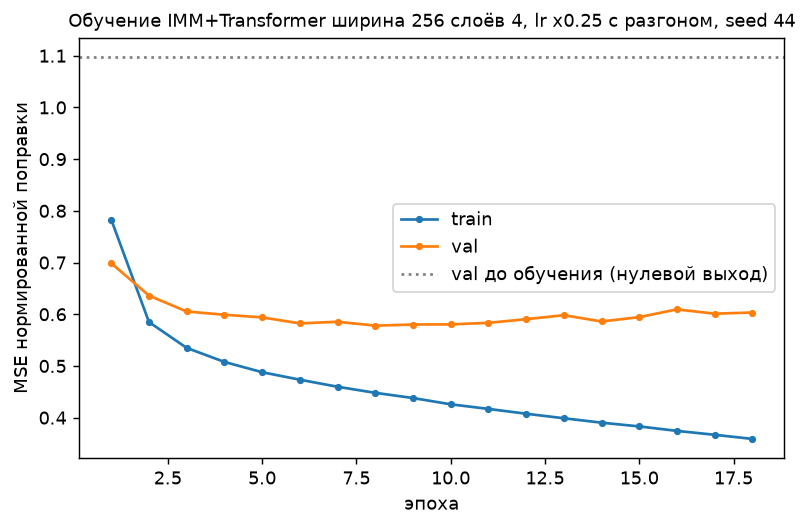 Обучение IMM+Transformer ширина 256 слоёв 4, lr x0.25 с разгоном, seed 44
MSE нормированной поправки
1.1
1.0
0.9
0.8
0.7
0.6
0.5
0.4
train
val
val до обучения (нулевой выход)
2.5 5.0 7.5 10.0 12.5 15.0 17.5
эпоха